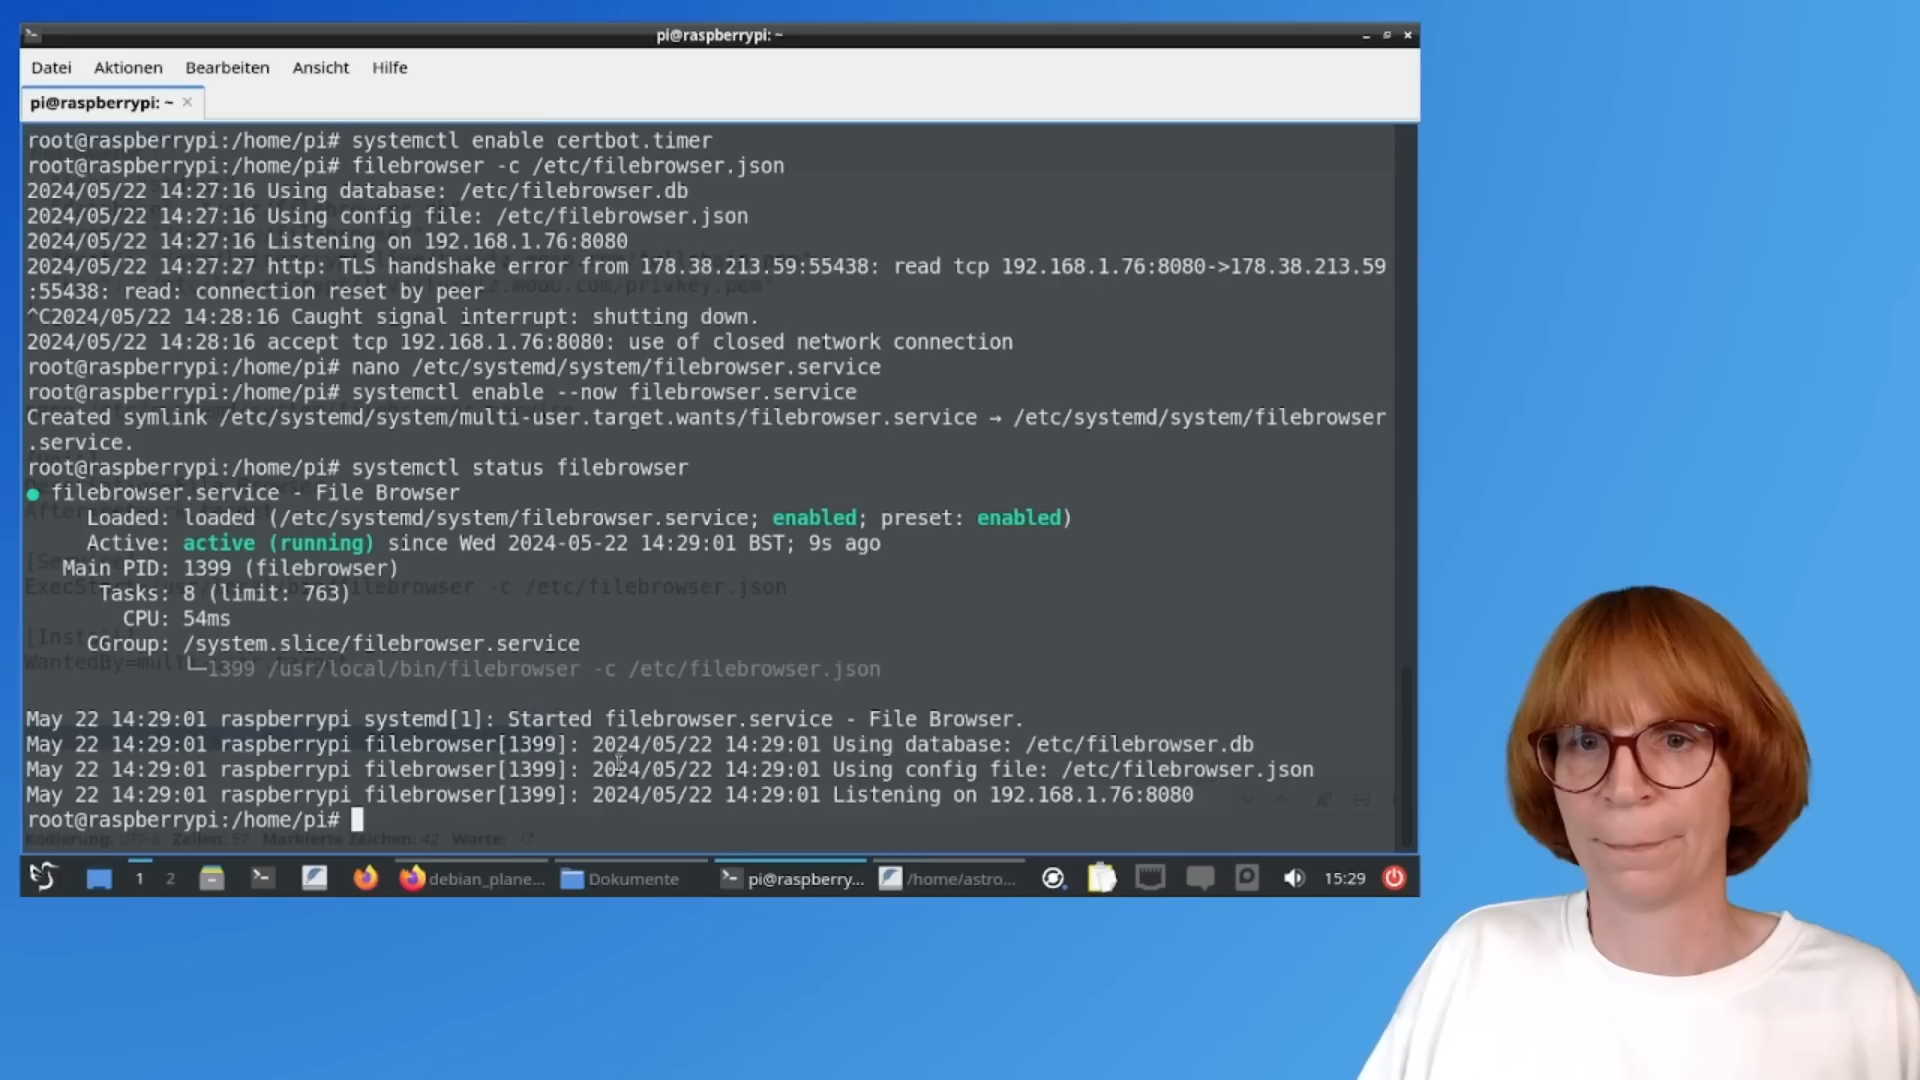 pi@raspberrypi: ~
Datei Aktionen Bearbeiten Ansicht Hilfe
pi@raspberrypi: ~
root@raspberrypi:/home/pi# systemctl enable certbot.timer
root@raspberrypi:/home/pi# filebrowser -c /etc/filebrowser.json
2024/05/22 14:27:16 Using database: /etc/filebrowser.db
2024/05/22 14:27:16 Using config file: /etc/filebrowser.json
2024/05/22 14:27:16 Listening on 192.168.1.76:8080
2024/05/22 14:27:27 http: TLS handshake error from 178.38.213.59:55438: read tcp 192.168.1.76:8080->178.38.213.59
:55438: read: connection reset by peer
^C2024/05/22 14:28:16 Caught signal interrupt: shutting down.
2024/05/22 14:28:16 accept tcp 192.168.1.76:8080: use of closed network connection
root@raspberrypi:/home/pi# nano /etc/systemd/system/filebrowser.service
root@raspberrypi:/home/pi# systemctl enable --now filebrowser.service
Created symlink /etc/systemd/system/multi-user.target.wants/filebrowser.service → /etc/systemd/system/filebrowser
.service.
root@raspberrypi:/home/pi# systemctl status filebrowser
● filebrowser.service - File Browser
Loaded: loaded (/etc/systemd/system/filebrowser.service; enabled; preset: enabled)
Active: active (running) since Wed 2024-05-22 14:29:01 BST; 9s ago
Main PID: 1399 (filebrowser)
Tasks: 8 (limit: 763)
CPU: 54ms
CGroup: /system.slice/filebrowser.service
└─1399 /usr/local/bin/filebrowser -c /etc/filebrowser.json
May 22 14:29:01 raspberrypi systemd[1]: Started filebrowser.service - File Browser.
May 22 14:29:01 raspberrypi filebrowser[1399]: 2024/05/22 14:29:01 Using database: /etc/filebrowser.db
May 22 14:29:01 raspberrypi filebrowser[1399]: 2024/05/22 14:29:01 Using config file: /etc/filebrowser.json
May 22 14:29:01 raspberrypi filebrowser[1399]: 2024/05/22 14:29:01 Listening on 192.168.1.76:8080
root@raspberrypi:/home/pi#
1 2 debian_plane... Dokumente pi@raspberry... /home/astro... 15:29